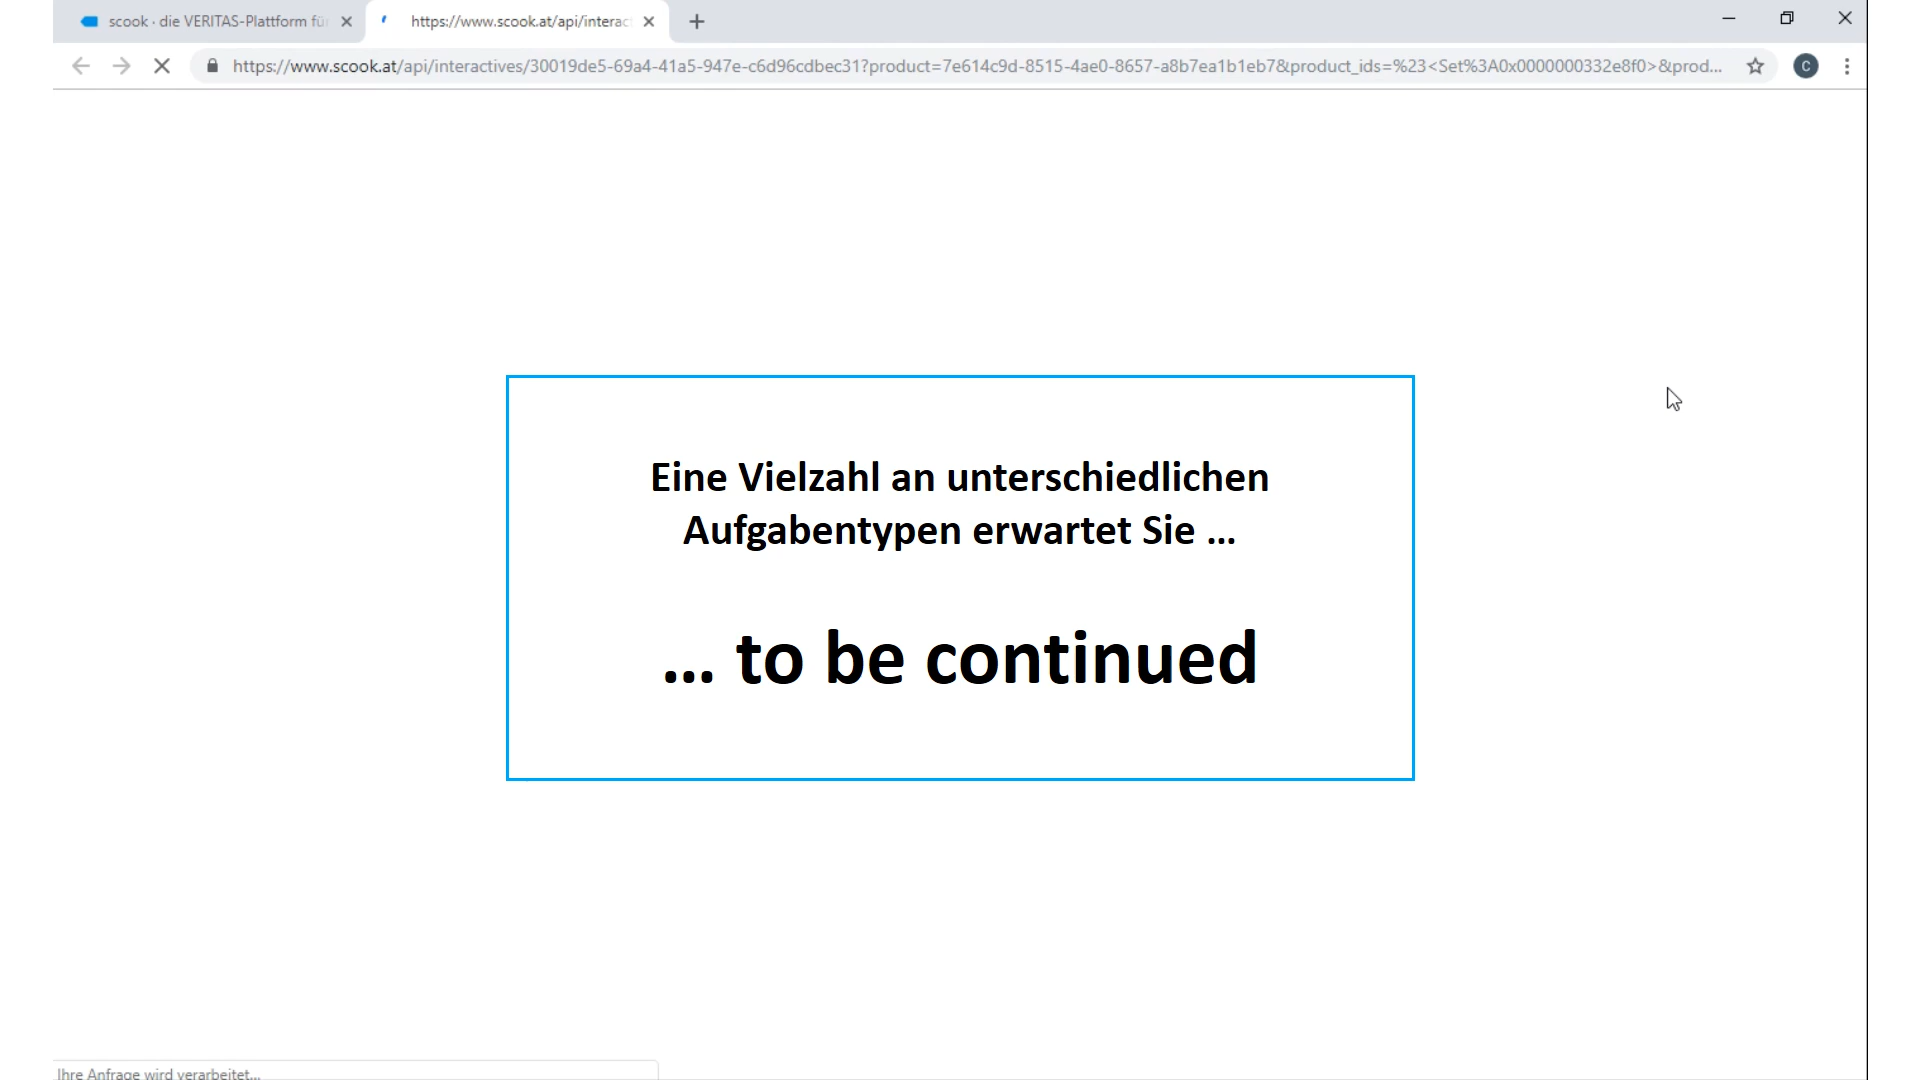 scook · die VERITAS-Plattform fü
https://www.scook.at/api/interac
https://www.scook.at/api/interactives/30019de5-69a4-41a5-947e-c6d96cdbec31?product=7e614c9d-8515-4ae0-8657-a8b7ea1b1eb7&product_ids=%23<Set%3A0x0000000332e8f0>&prod...
C
Eine Vielzahl an unterschiedlichen
Aufgabentypen erwartet Sie ...
... to be continued
Ihre Anfrage wird verarbeitet...